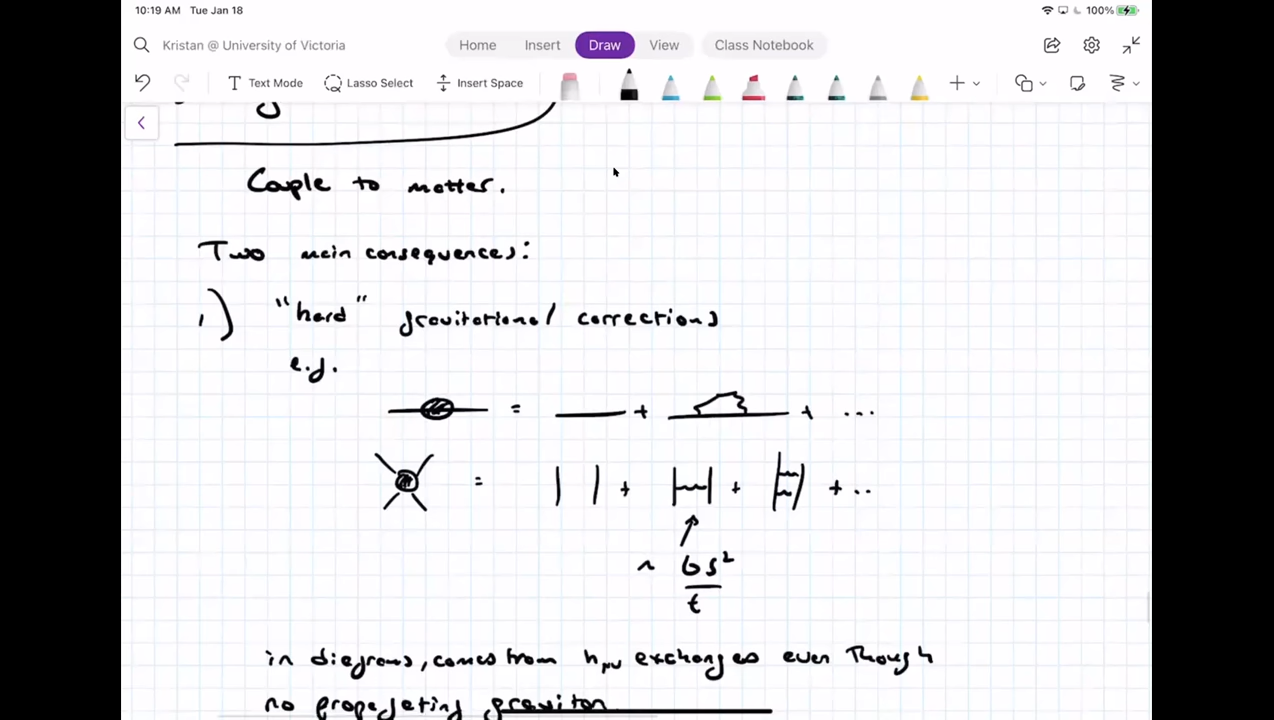 10:19 AM Tue Jan 18 100%
Kristan @ University of Victoria Home Insert Draw View Class Notebook
Text Mode Lasso Select Insert Space
Couple to matter.
Two main consequences:
1) "hard" gravitational corrections
e.g.
= + + ...
= + + + ..
~ Gs²
t
in diagrams, comes from hμν exchanges even though
no propagating graviton